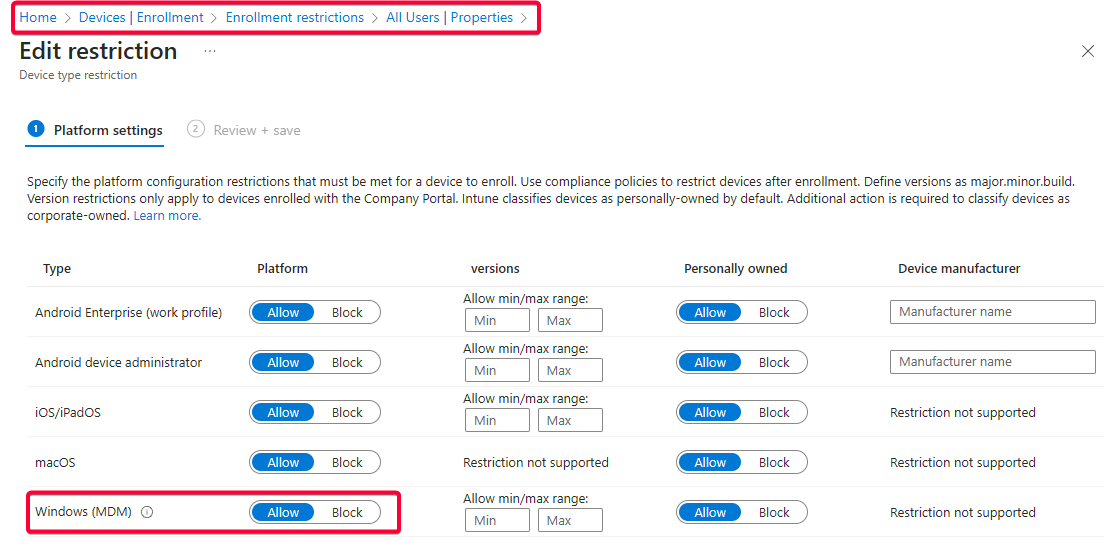 Home > Devices | Enrollment > Enrollment restrictions > All Users | Properties >
Edit restriction ...
Device type restriction
1 Platform settings 2 Review + save
Specify the platform configuration restrictions that must be met for a device to enroll. Use compliance policies to restrict devices after enrollment. Define versions as major.minor.build.
Version restrictions only apply to devices enrolled with the Company Portal. Intune classifies devices as personally-owned by default. Additional action is required to classify devices as
corporate-owned. Learn more.
Type Platform versions Personally owned Device manufacturer
Allow min/max range:
Android Enterprise (work profile) Allow Block Min Max Allow Block Manufacturer name
Allow min/max range:
Android device administrator Allow Block Min Max Allow Block Manufacturer name
Allow min/max range:
iOS/iPadOS Allow Block Min Max Allow Block Restriction not supported
macOS Allow Block Restriction not supported Allow Block Restriction not supported
Allow min/max range:
Windows (MDM) Allow Block Min Max Allow Block Restriction not supported